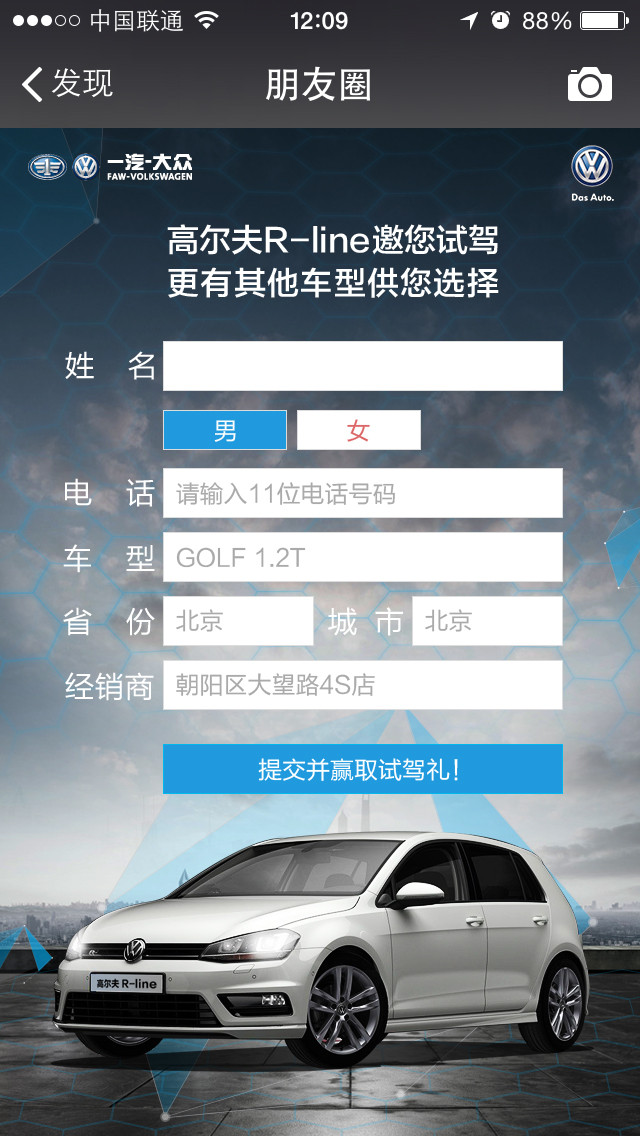 中国联通 12:09 88%
发现 朋友圈
一汽-大众
FAW-VOLKSWAGEN
Das Auto.
高尔夫R-line邀您试驾
更有其他车型供您选择
姓 名
男 女
电 话 请输入11位电话号码
车 型 GOLF 1.2T
省 份 北京 城 市 北京
经销商 朝阳区大望路4S店
提交并赢取试驾礼!
高尔夫 R-line